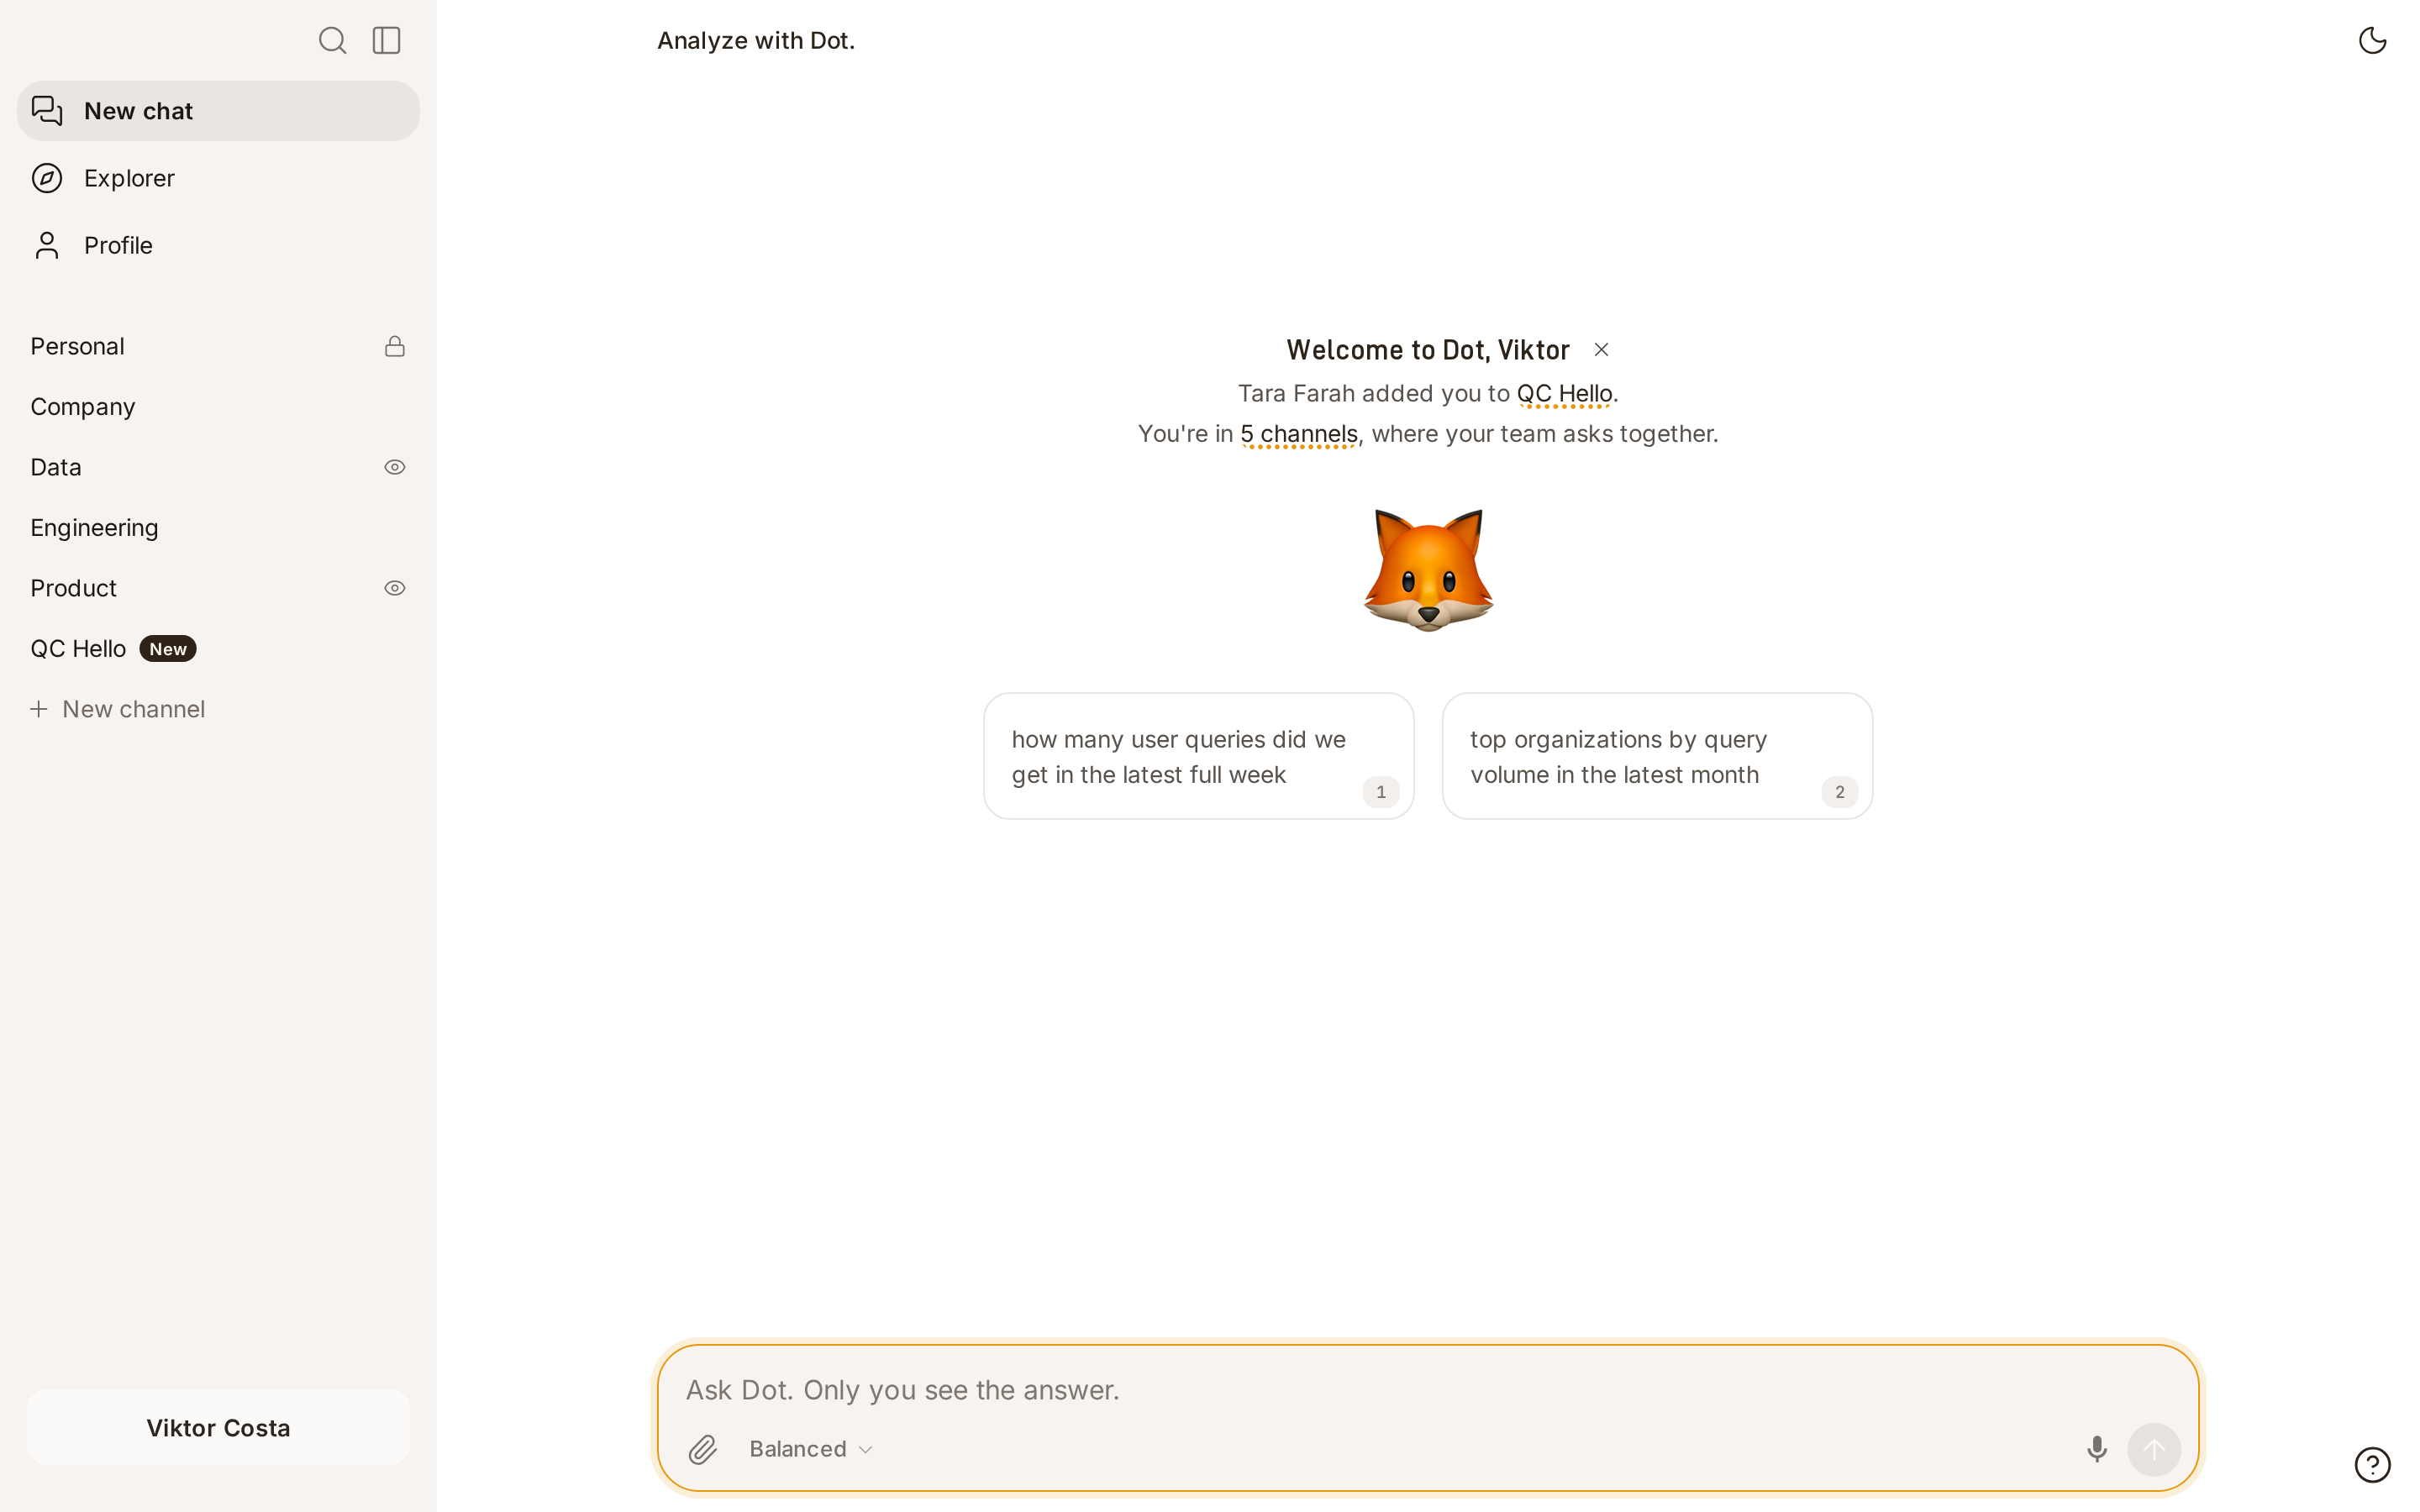 Analyze with Dot.
New chat
Explorer
Profile
Personal
Company
Data
Engineering
Product
QC Hello New
New channel
Viktor Costa
Welcome to Dot, Viktor
Tara Farah added you to QC Hello.
You're in 5 channels, where your team asks together.
how many user queries did we
get in the latest full week
1
top organizations by query
volume in the latest month
2
Ask Dot. Only you see the answer.
Balanced